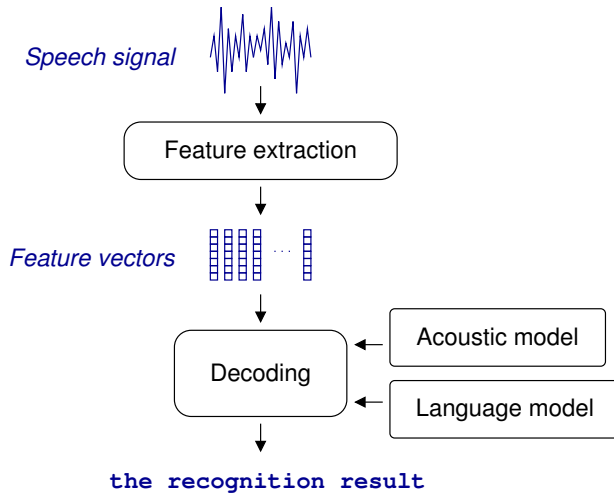 Speech signal
Feature extraction
Feature vectors
. . .
Acoustic model
Decoding
Language model
the recognition result